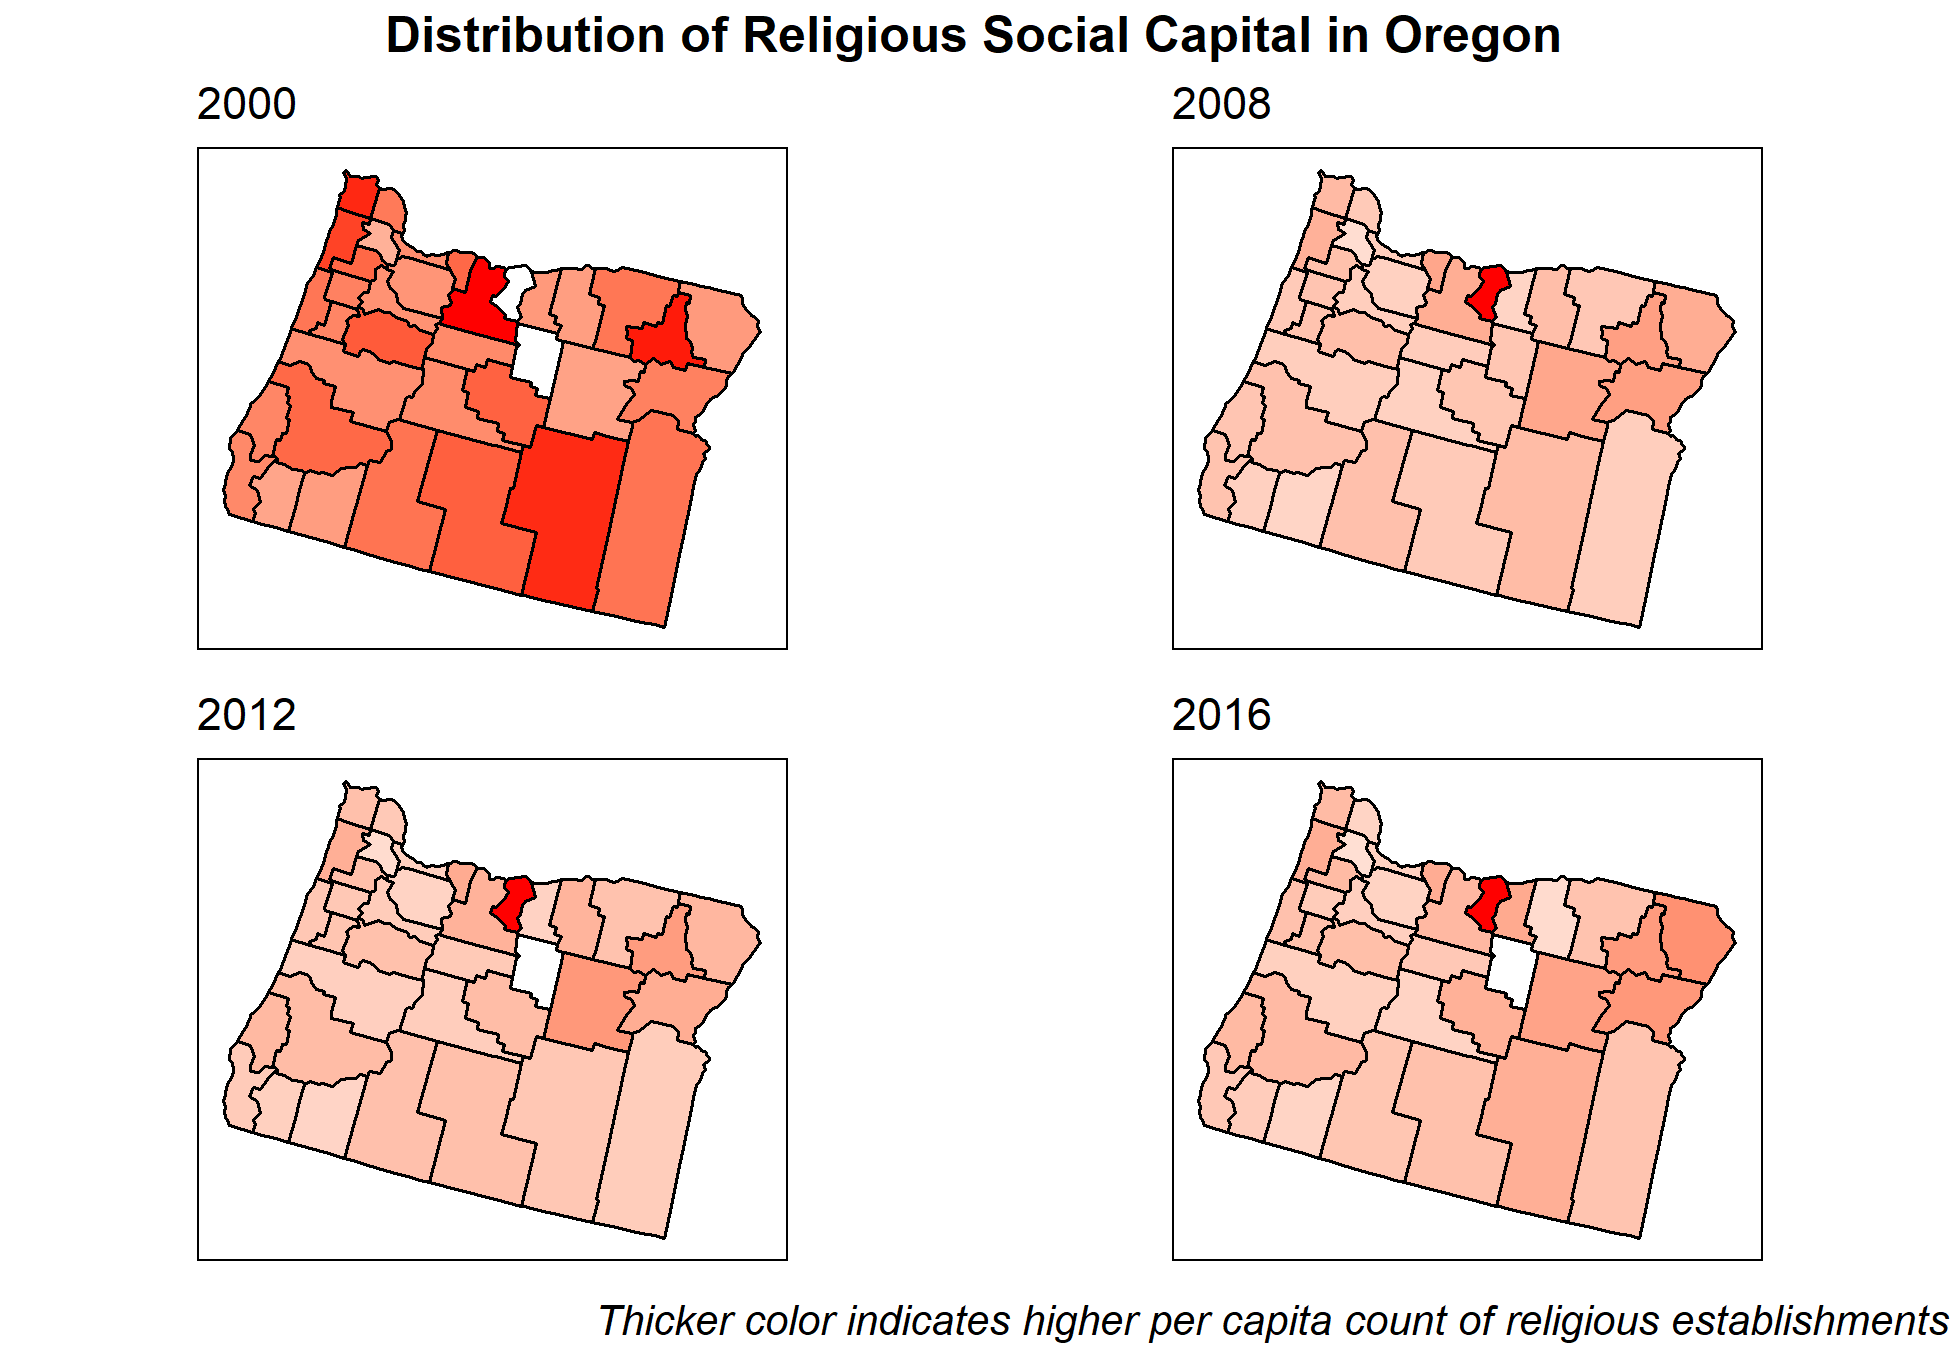 Distribution of Religious Social Capital in Oregon
2000
2008
2012
2016
Thicker color indicates higher per capita count of religious establishments